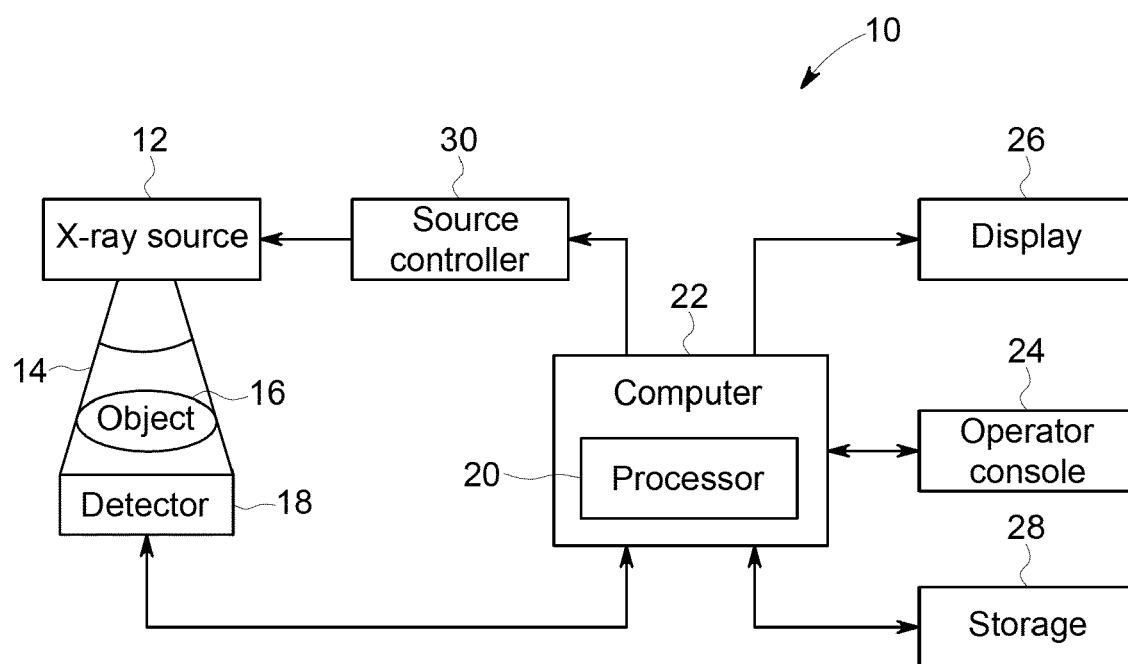 10
12
30
26
X-ray source
Source
controller
Display
22
14
16
Object
Computer
24
Operator
console
20
Processor
Detector
18
28
Storage